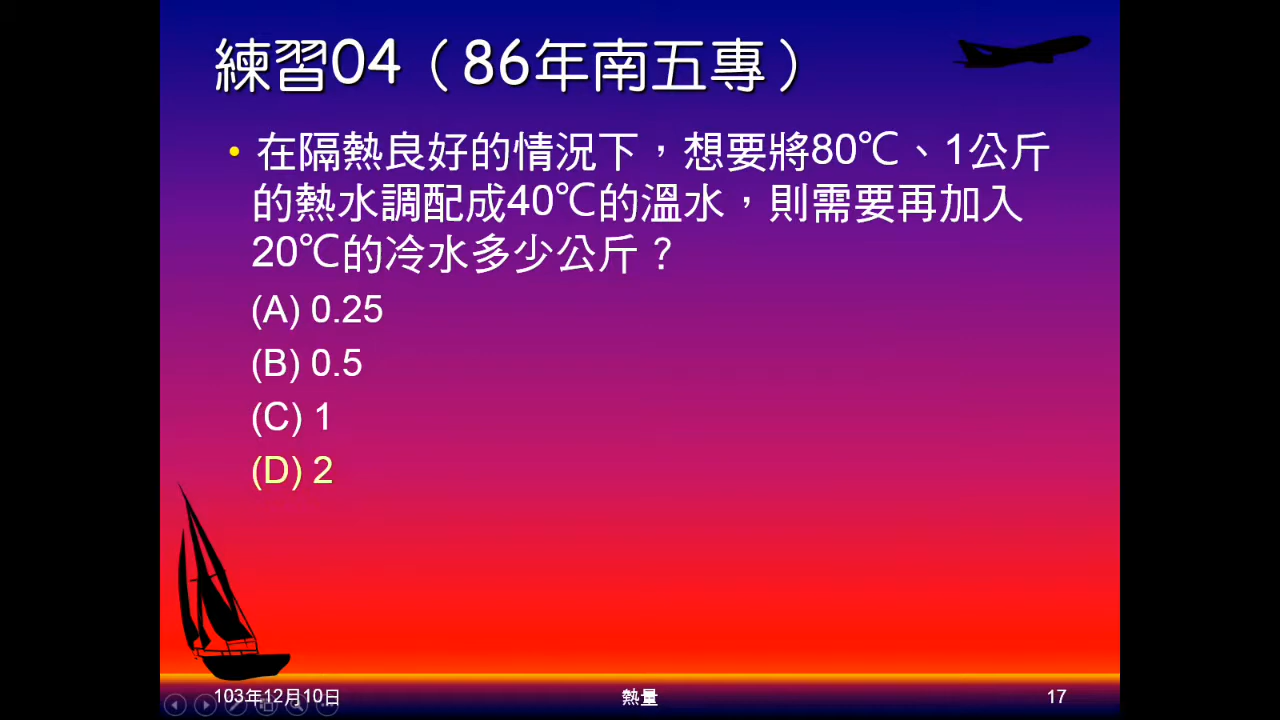 練習04（86年南五專）
• 在隔熱良好的情況下，想要將80℃、1公斤
的熱水調配成40℃的溫水，則需要再加入
20℃的冷水多少公斤？
(A) 0.25
(B) 0.5
(C) 1
(D) 2
103年12月10日
熱量
17